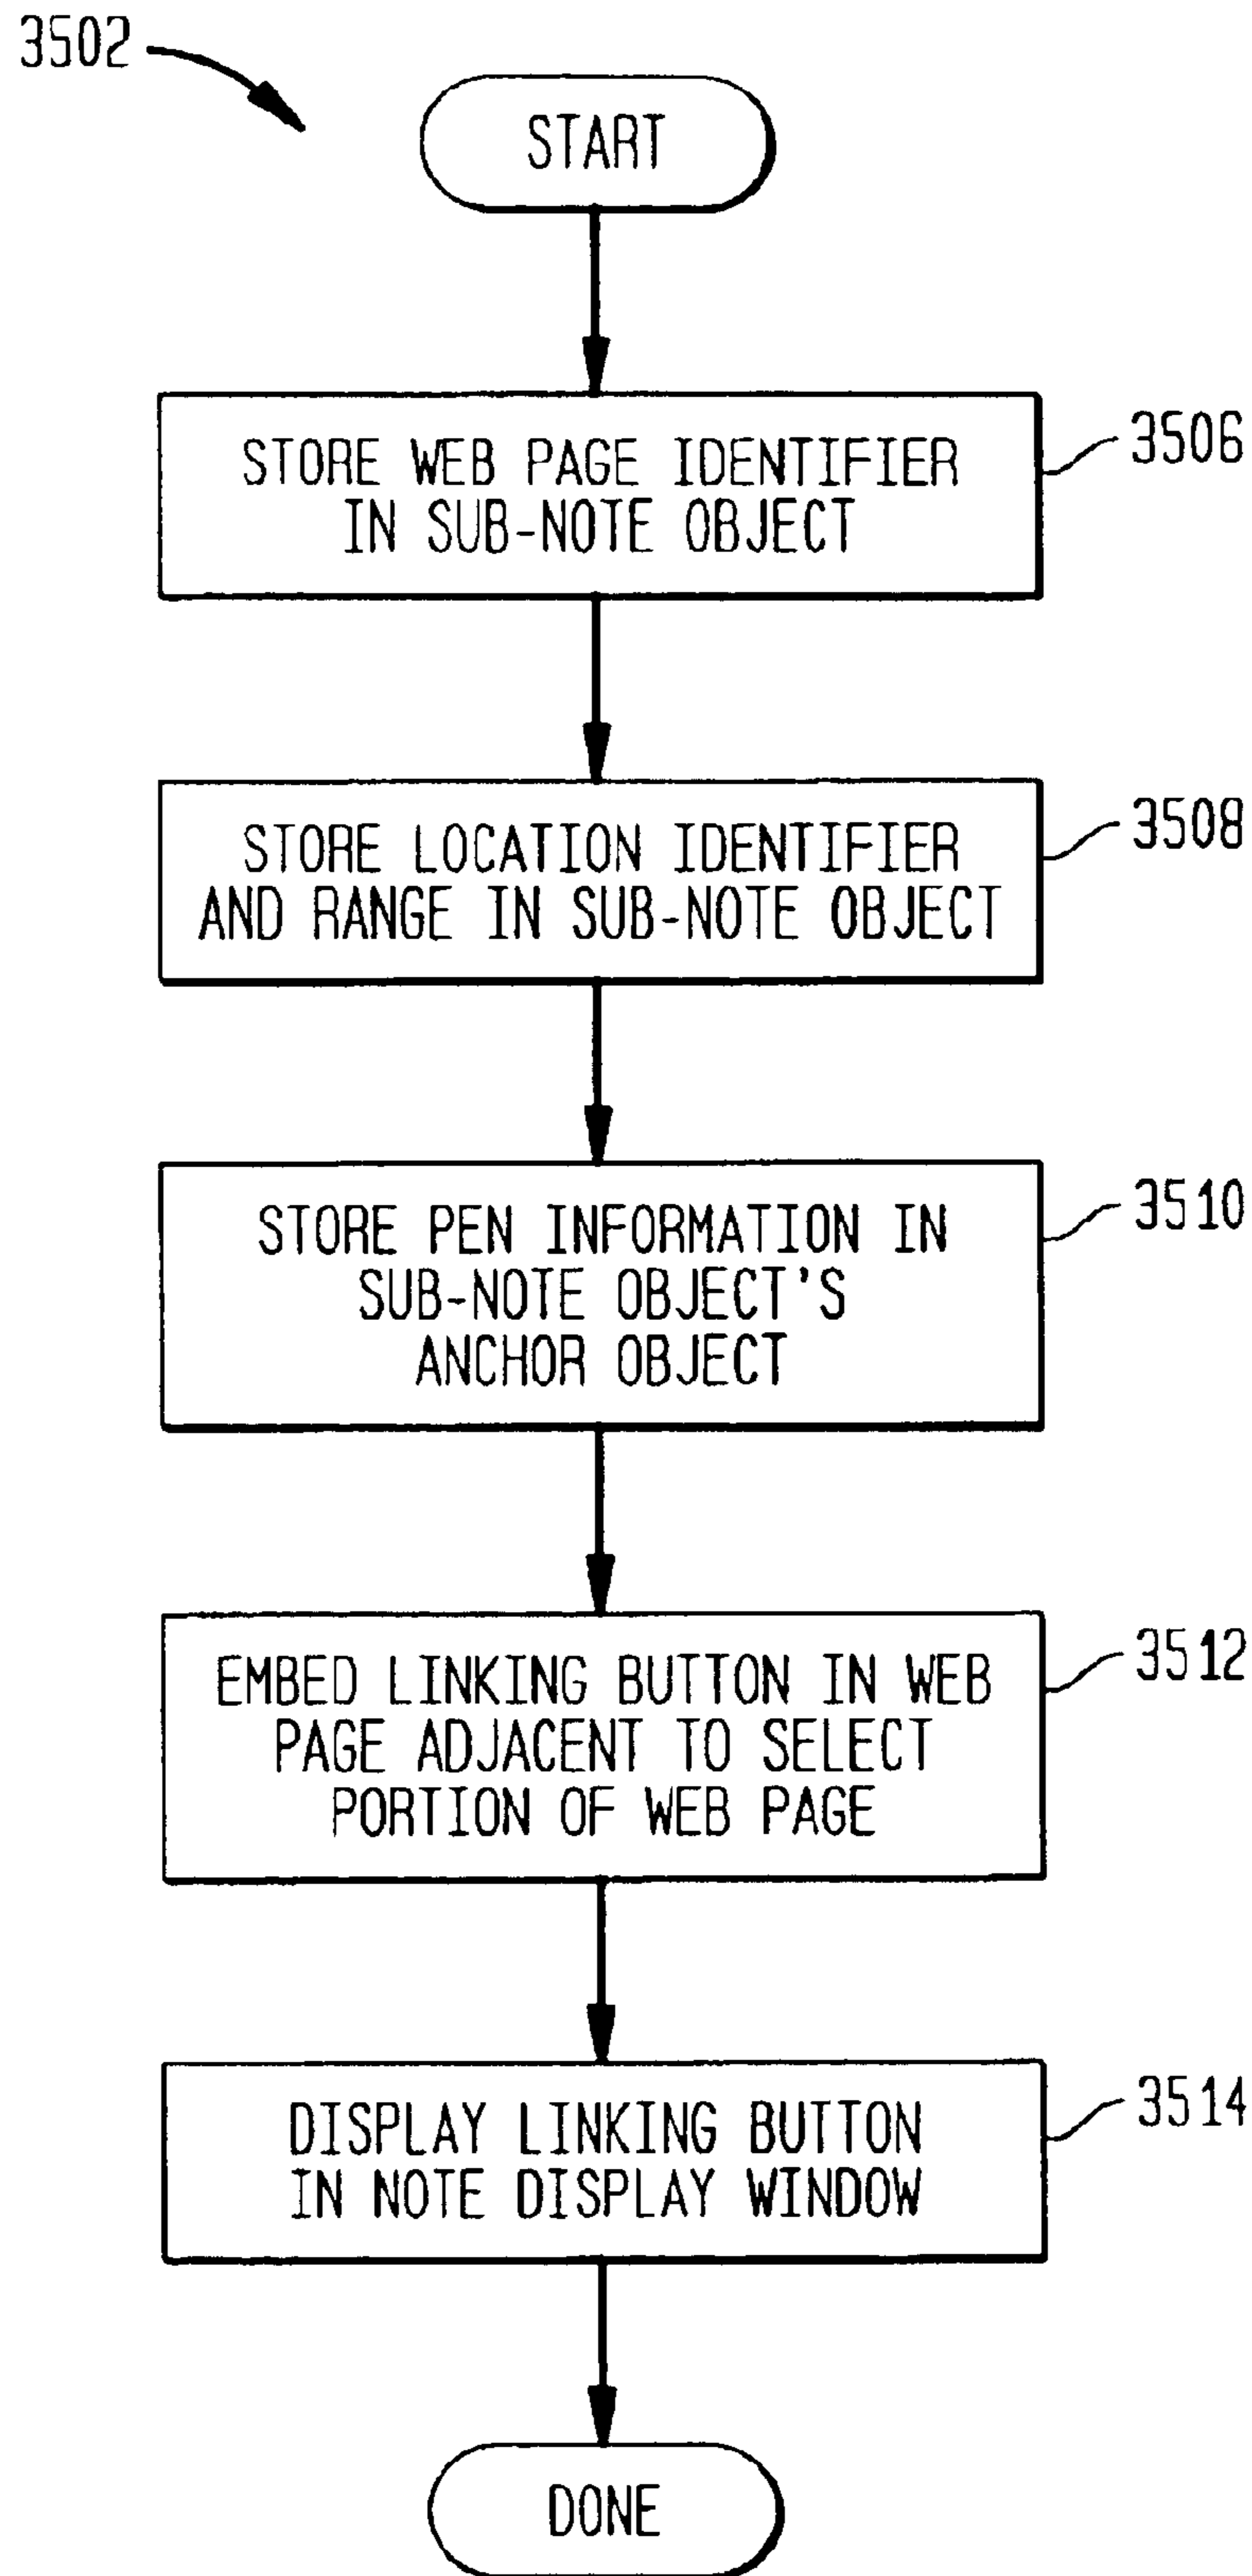 3502
START
STORE WEB PAGE IDENTIFIER
IN SUB-NOTE OBJECT
3506
STORE LOCATION IDENTIFIER
AND RANGE IN SUB-NOTE OBJECT
3508
STORE PEN INFORMATION IN
SUB-NOTE OBJECT'S
ANCHOR OBJECT
3510
EMBED LINKING BUTTON IN WEB
PAGE ADJACENT TO SELECT
PORTION OF WEB PAGE
3512
DISPLAY LINKING BUTTON
IN NOTE DISPLAY WINDOW
3514
DONE